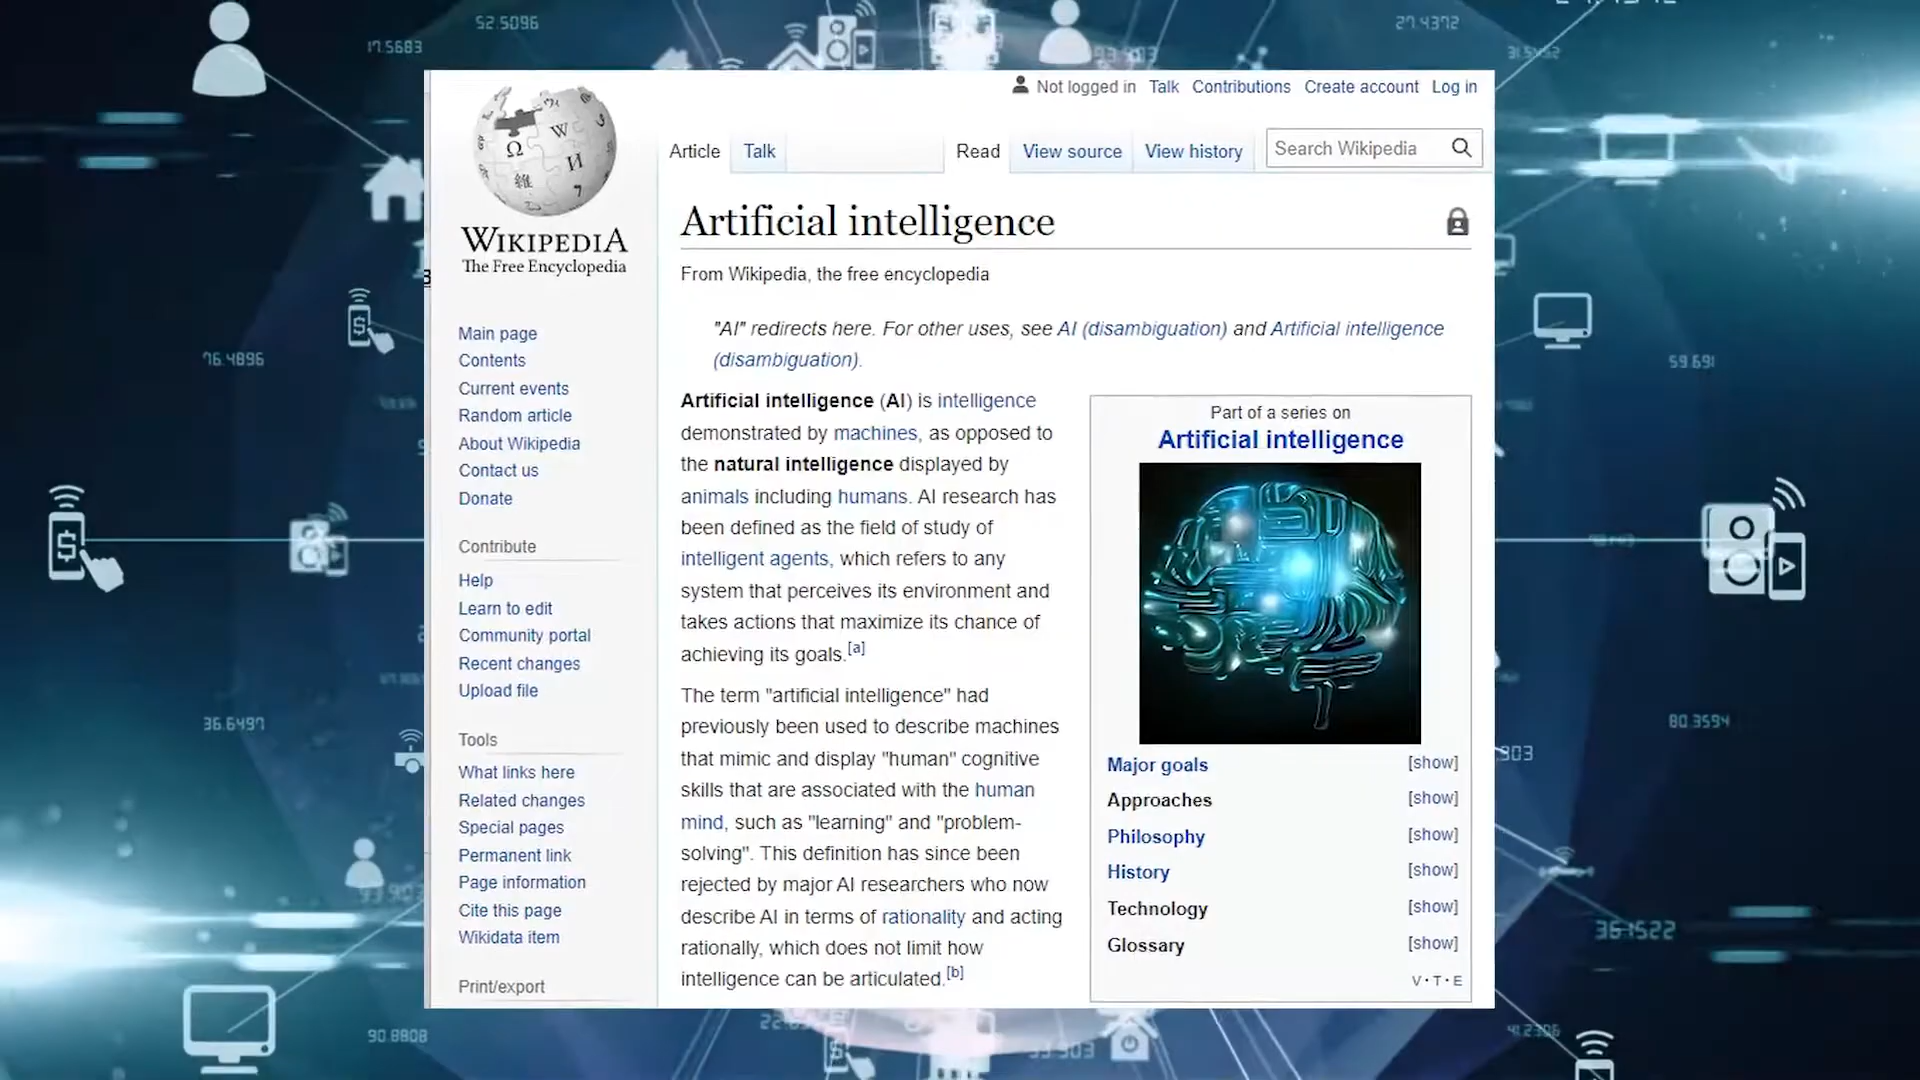 52.5096
27.4372
17.5683
Not logged in Talk Contributions Create account Log in
Article Talk Read View source View history Search Wikipedia
Artificial intelligence
WIKIPEDIA
The Free Encyclopedia
From Wikipedia, the free encyclopedia
"AI" redirects here. For other uses, see AI (disambiguation) and Artificial intelligence
(disambiguation).
Main page
Contents
Current events
Random article
About Wikipedia
Contact us
Donate
Contribute
Help
Learn to edit
Community portal
Recent changes
Upload file
Tools
What links here
Related changes
Special pages
Permanent link
Page information
Cite this page
Wikidata item
Print/export
Artificial intelligence (AI) is intelligence
demonstrated by machines, as opposed to
the natural intelligence displayed by
animals including humans. AI research has
been defined as the field of study of
intelligent agents, which refers to any
system that perceives its environment and
takes actions that maximize its chance of
achieving its goals.[a]
The term "artificial intelligence" had
previously been used to describe machines
that mimic and display "human" cognitive
skills that are associated with the human
mind, such as "learning" and "problem-
solving". This definition has since been
rejected by major AI researchers who now
describe AI in terms of rationality and acting
rationally, which does not limit how
intelligence can be articulated.[b]
Part of a series on
Artificial intelligence
Major goals [show]
Approaches [show]
Philosophy [show]
History [show]
Technology [show]
Glossary [show]
V·T·E
76.4896
59.691
36.6497
80.3594
361522
90.8808
41.2306